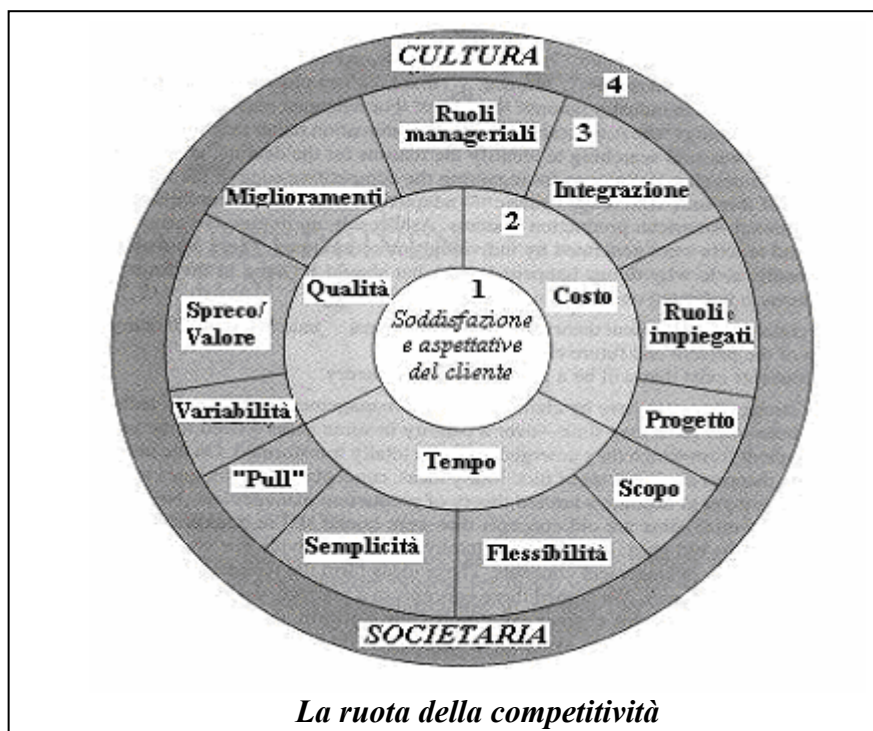 CULTURA
4
Ruoli
manageriali
3
Miglioramenti
Integrazione
2
Qualità
1
Costo
Soddisfazione
e aspettative
del cliente
Spreco/
Valore
Ruoli e
impiegati
Variabilità
Progetto
Tempo
"Pull"
Scopo
Semplicità
Flessibilità
SOCIETARIA
La ruota della competitività